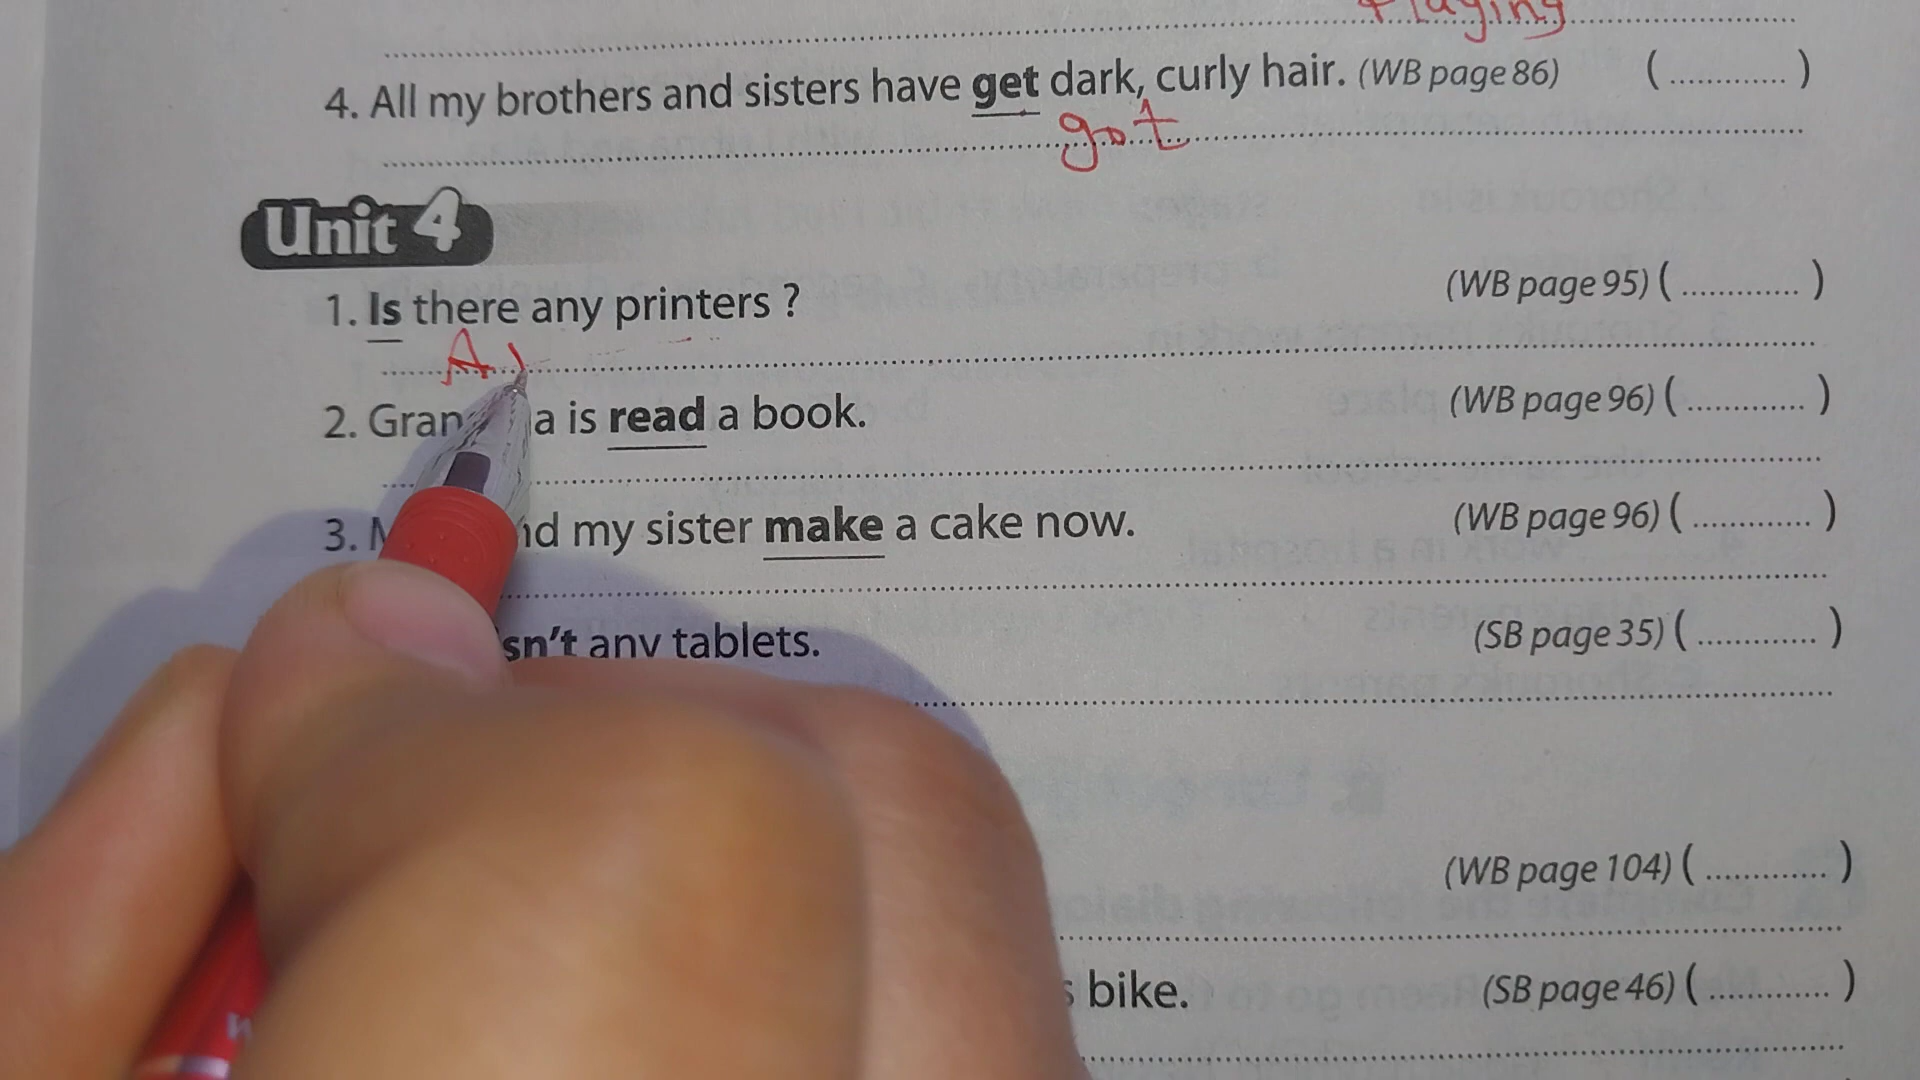 playing
4. All my brothers and sisters have get dark, curly hair. (WB page 86) (.............)
got
Unit 4
1. Is there any printers ? (WB page 95) (.............)
A
2. a is read a book. (WB page 96) (.............)
3. my sister make a cake now. (WB page 96) (.............)
sn't any tablets. (SB page 35) (.............)
(WB page 104) (.............)
bike. (SB page 46) (.............)